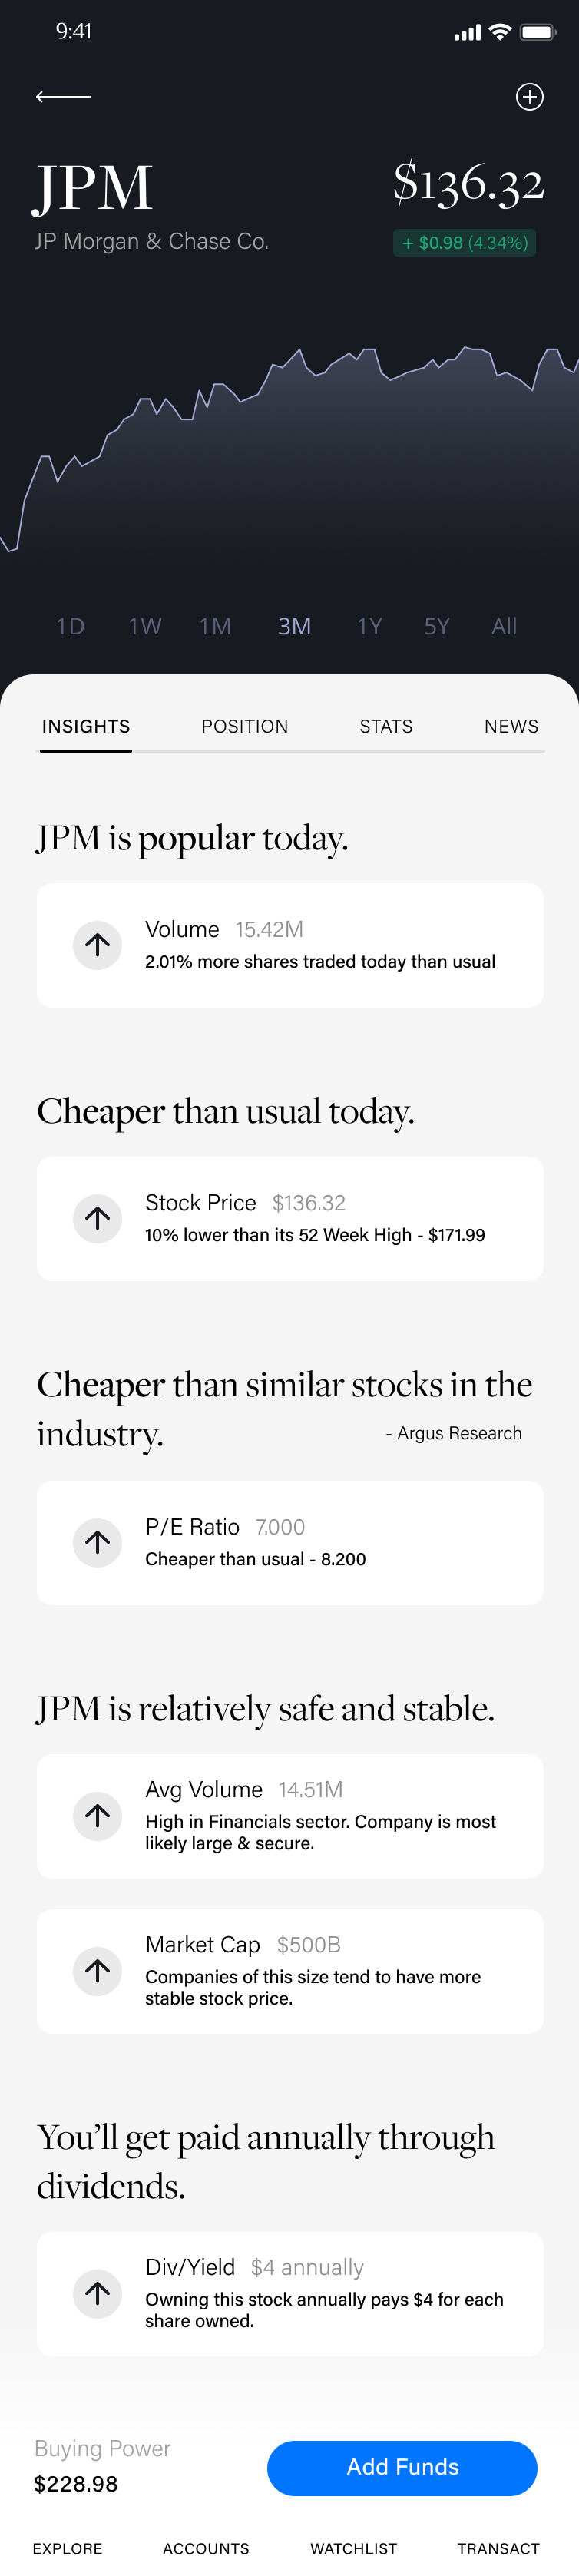 9:41
JPM
$136.32
JP Morgan & Chase Co.
+ $0.98 (4.34%)
1D 1W 1M 3M 1Y 5Y All
INSIGHTS POSITION STATS NEWS
JPM is popular today.
Volume 15.42M
2.01% more shares traded today than usual
Cheaper than usual today.
Stock Price $136.32
10% lower than its 52 Week High - $171.99
Cheaper than similar stocks in the
industry.
- Argus Research
P/E Ratio 7.000
Cheaper than usual - 8.200
JPM is relatively safe and stable.
Avg Volume 14.51M
High in Financials sector. Company is most
likely large & secure.
Market Cap $500B
Companies of this size tend to have more
stable stock price.
You’ll get paid annually through
dividends.
Div/Yield $4 annually
Owning this stock annually pays $4 for each
share owned.
Buying Power
$228.98
Add Funds
EXPLORE ACCOUNTS WATCHLIST TRANSACT